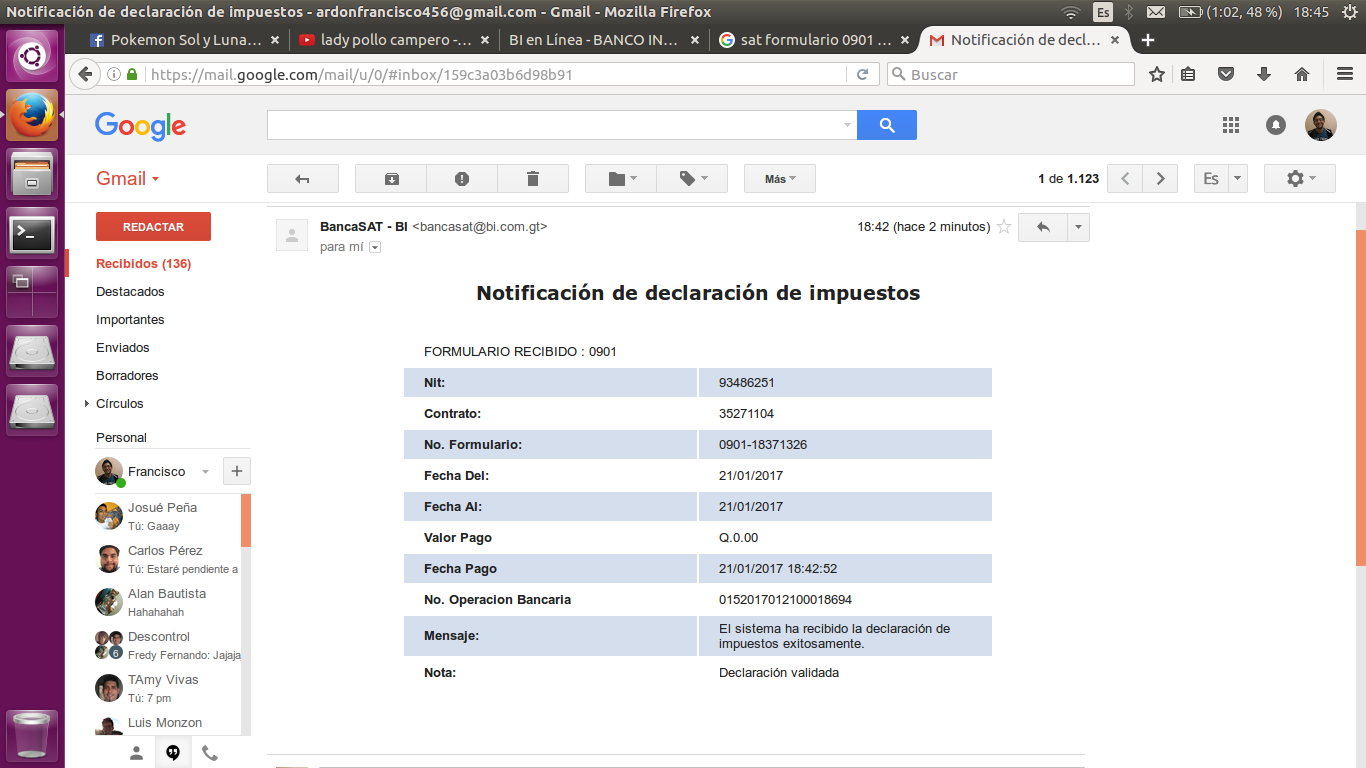 Notificación de declaración de impuestos - ardonfrancisco456@gmail.com - Gmail - Mozilla Firefox
Es
(1:02, 48 %)
18:45
Pokemon Sol y Luna...
lady pollo campero -...
BI en Línea - BANCO IN...
sat formulario 0901 ...
Notificación de decl...
https://mail.google.com/mail/u/0/#inbox/159c3a03b6d98b91
Buscar
Google
Gmail
Más
1 de 1.123
Es
REDACTAR
Recibidos (136)
Destacados
Importantes
Enviados
Borradores
Círculos
Personal
Francisco
Josué Peña
Tú: Gaaay
Carlos Pérez
Tú: Estaré pendiente a
Alan Bautista
Hahahahah
Descontrol
6
Fredy Fernando: Jajaja
TAmy Vivas
Tú: 7 pm
Luis Monzon
BancaSAT - BI <bancasat@bi.com.gt>
18:42 (hace 2 minutos)
para mí
Notificación de declaración de impuestos
FORMULARIO RECIBIDO : 0901
Nit: 93486251
Contrato: 35271104
No. Formulario: 0901-18371326
Fecha Del: 21/01/2017
Fecha Al: 21/01/2017
Valor Pago Q.0.00
Fecha Pago 21/01/2017 18:42:52
No. Operacion Bancaria 0152017012100018694
Mensaje: El sistema ha recibido la declaración de
impuestos exitosamente.
Nota: Declaración validada